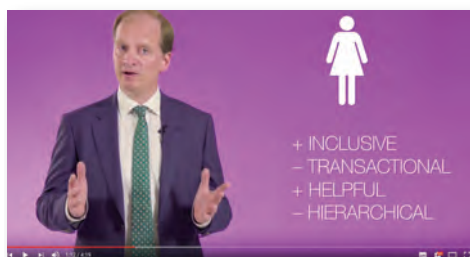 + INCLUSIVE
– TRANSACTIONAL
+ HELPFUL
– HIERARCHICAL